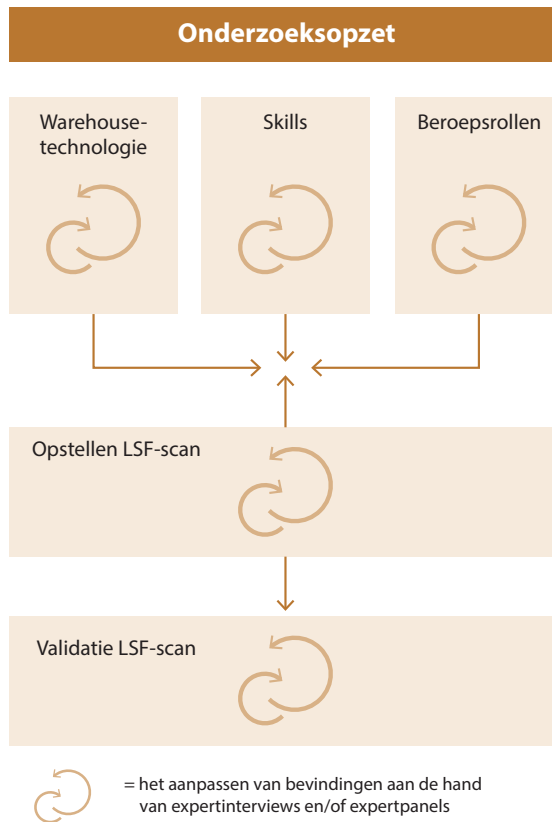 Onderzoeksopzet
Warehouse-
technologie
Skills
Beroepsrollen
Opstellen LSF-scan
Validatie LSF-scan
= het aanpassen van bevindingen aan de hand
van expertinterviews en/of expertpanels